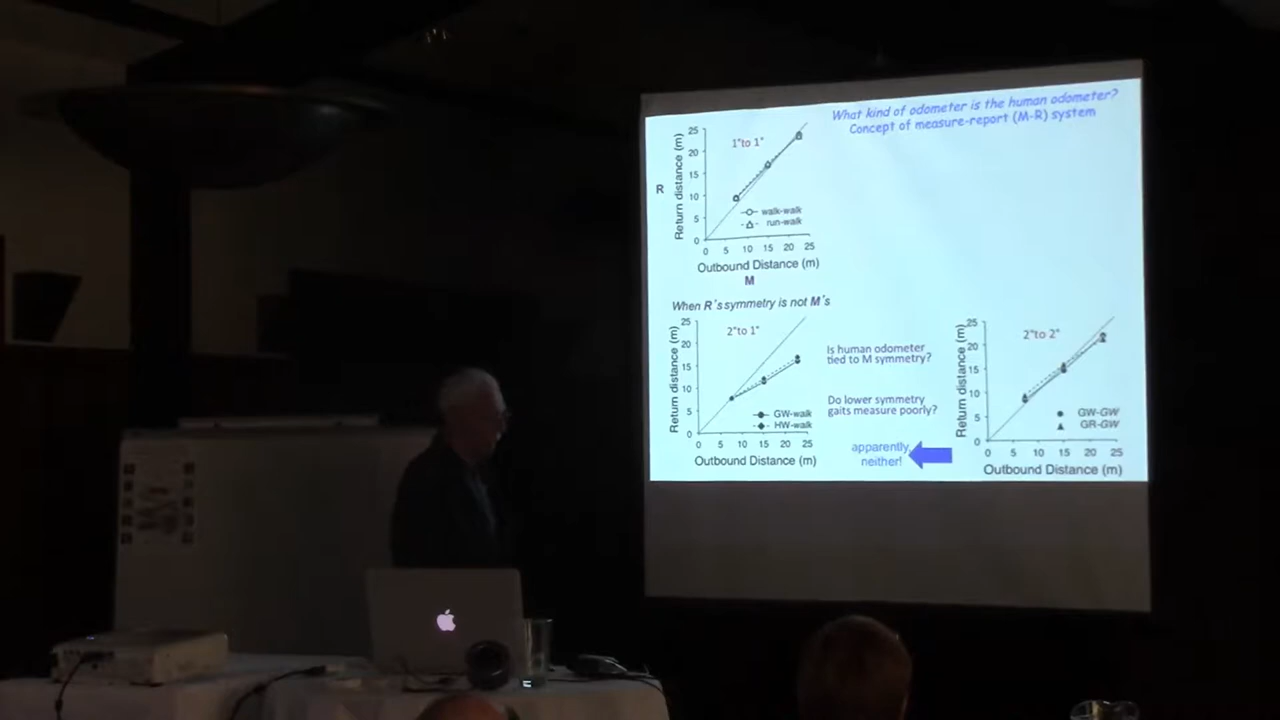 What kind of odometer is the human odometer?
Concept of measure-report (M-R) system
R
Return distance (m)
25
20
15
10
5
0
1°to 1°
walk-walk
run-walk
0 5 10 15 20 25
Outbound Distance (m)
M
When R's symmetry is not M's
Return distance (m)
25
20
15
10
5
0
2°to 1°
GW-walk
HW-walk
0 5 10 15 20 25
Outbound Distance (m)
Is human odometer
tied to M symmetry?
Do lower symmetry
gaits measure poorly?
apparently
neither!
Return distance (m)
25
20
15
10
5
0
2°to 2°
GW-GW
GR-GW
0 5 10 15 20 25
Outbound Distance (m)